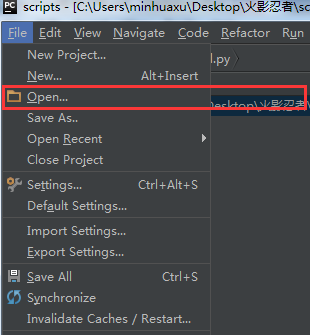 PC scripts - [C:\Users\minhuaxu\Desktop\火影忍者\sc
File Edit View Navigate Code Refactor Run
New Project...
.py
New... Alt+Insert
Open...
Desktop\火影忍者\
Save As..
Open Recent
Close Project
Settings... Ctrl+Alt+S
Default Settings...
Import Settings...
Export Settings...
Save All Ctrl+S
Synchronize
Invalidate Caches / Restart...